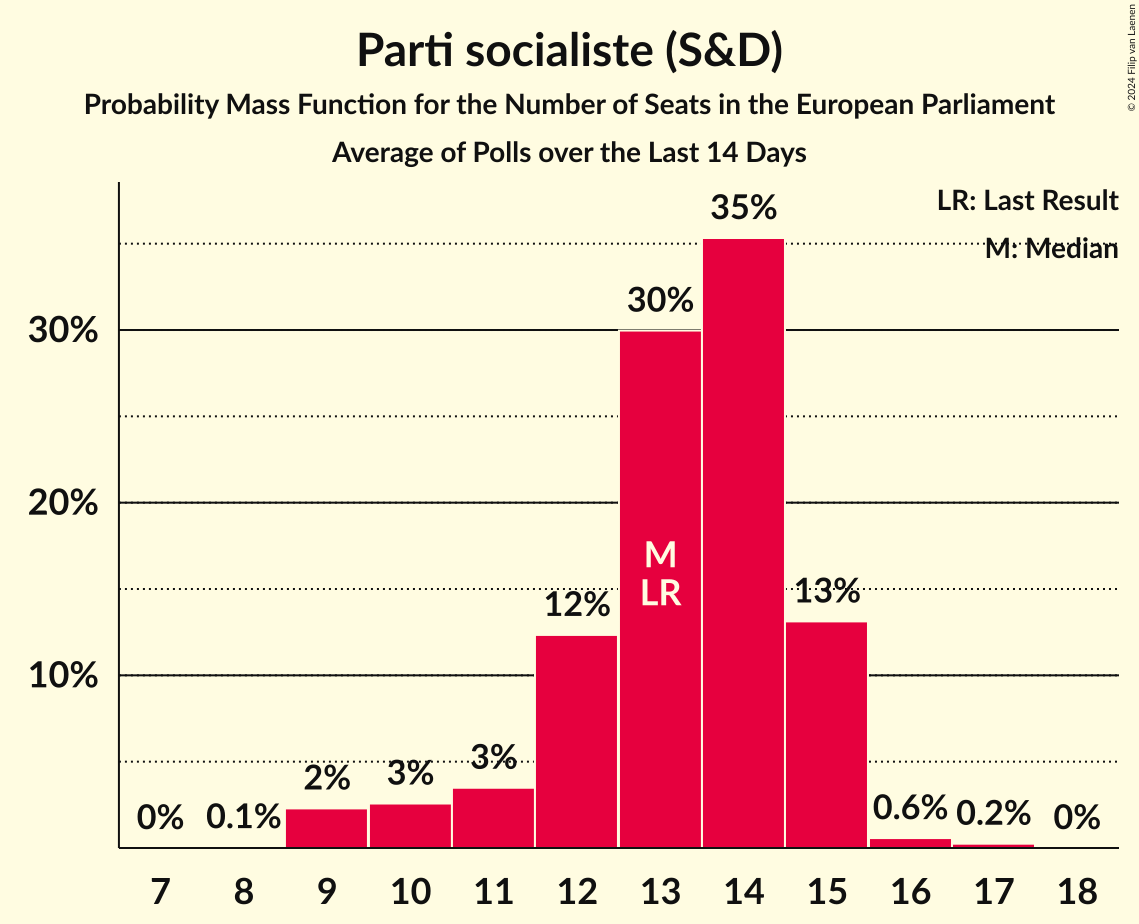 Parti socialiste (S&D)
Probability Mass Function for the Number of Seats in the European Parliament
Average of Polls over the Last 14 Days
© 2024 Filip van Laenen
LR: Last Result
M: Median
35%
30%
30%
20%
M
LR
12%
13%
10%
0%
0.1%
2%
3%
3%
0.6%
0.2%
0%
7 8 9 10 11 12 13 14 15 16 17 18